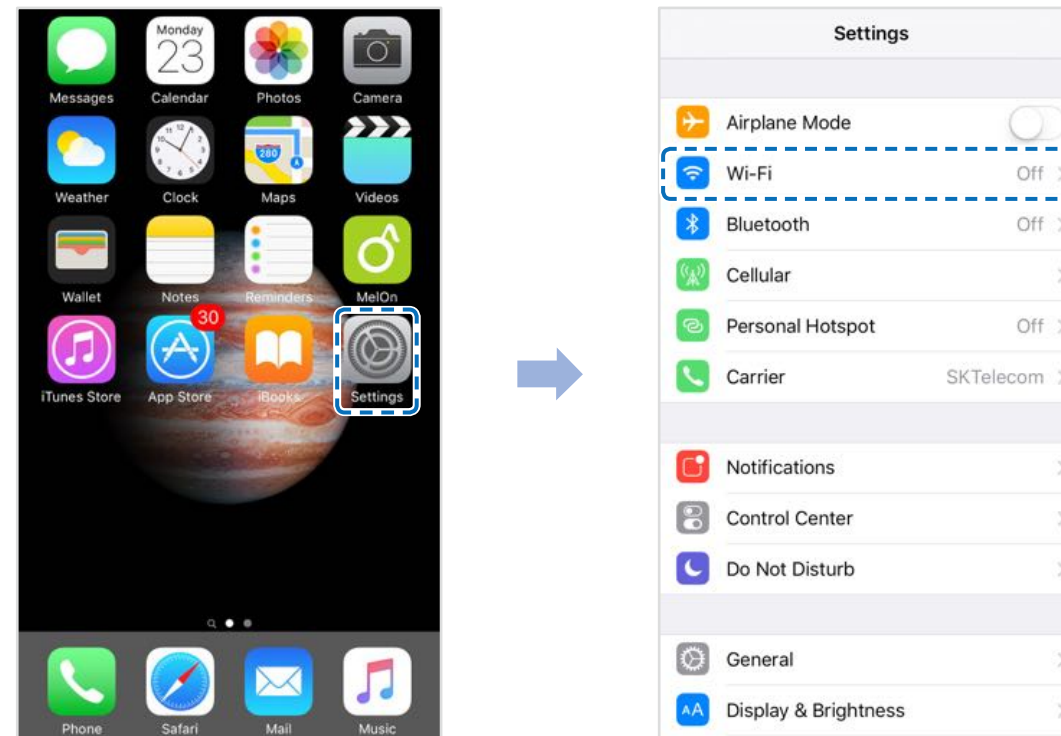 Monday
23
Messages Calendar Photos Camera
280
Weather Clock Maps Videos
Wallet Notes Reminders MelOn
30
iTunes Store App Store iBooks Settings
Phone Safari Mail Music
Settings
Airplane Mode
Wi-Fi Off
Bluetooth Off
Cellular
Personal Hotspot Off
Carrier SKTelecom
Notifications
Control Center
Do Not Disturb
General
AA Display & Brightness